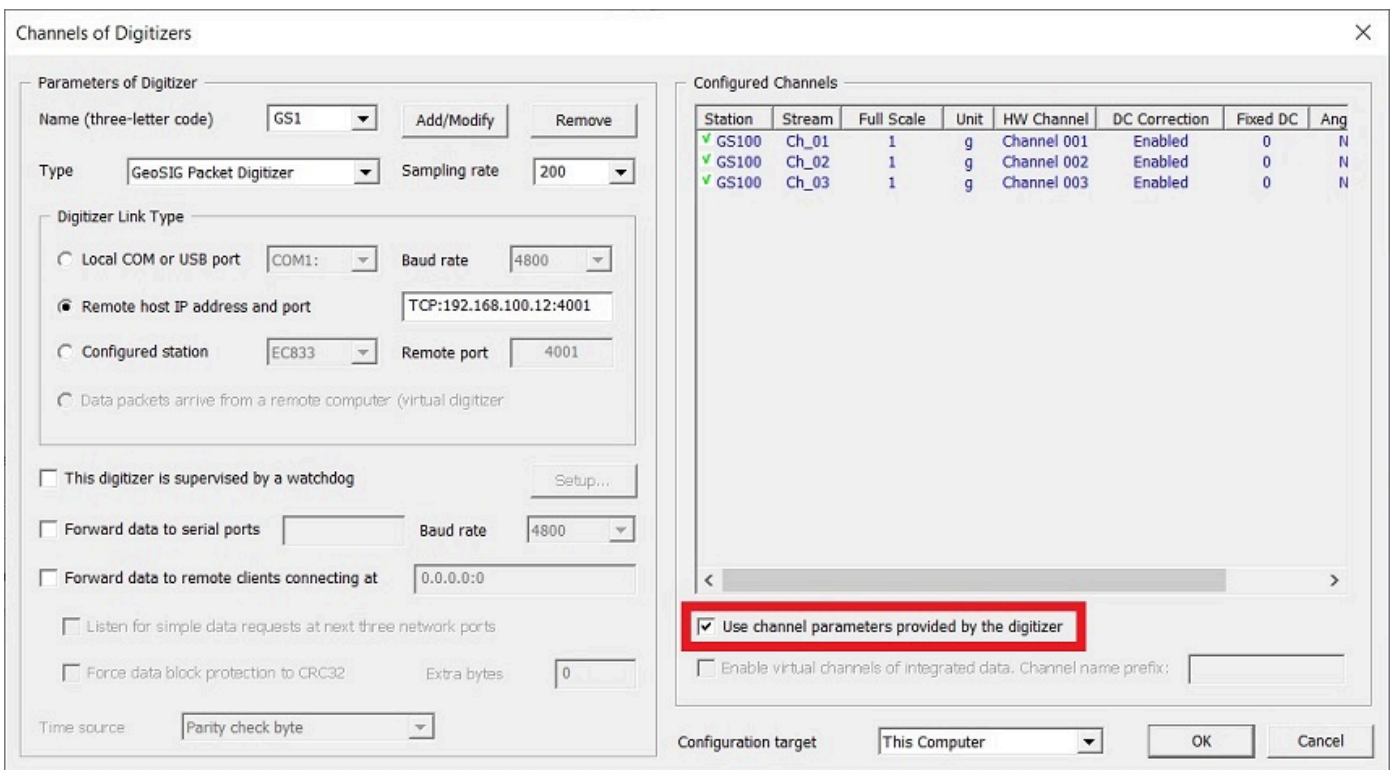 Channels of Digitizers
Parameters of Digitizer
Name (three-letter code) GS1 Add/Modify Remove
Type GeoSIG Packet Digitizer Sampling rate 200
Digitizer Link Type
Local COM or USB port COM1: Baud rate 4800
Remote host IP address and port TCP:192.168.100.12:4001
Configured station EC833 Remote port 4001
Data packets arrive from a remote computer (virtual digitizer
This digitizer is supervised by a watchdog Setup...
Forward data to serial ports Baud rate 4800
Forward data to remote clients connecting at 0.0.0.0:0
Listen for simple data requests at next three network ports
Force data block protection to CRC32 Extra bytes 0
Time source Parity check byte
Configured Channels
Station Stream Full Scale Unit HW Channel DC Correction Fixed DC Ang
GS100 Ch_01 1 g Channel 001 Enabled 0 N
GS100 Ch_02 1 g Channel 002 Enabled 0 N
GS100 Ch_03 1 g Channel 003 Enabled 0 N
Use channel parameters provided by the digitizer
Enable virtual channels of integrated data. Channel name prefix:
Configuration target This Computer OK Cancel